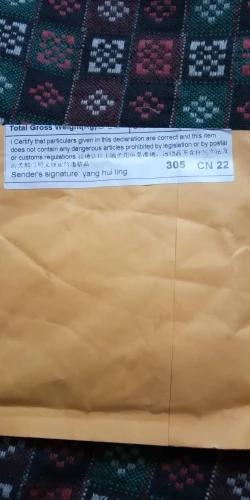 Total Gross Weight(Kg)
I Certify that particulars given in this declaration are correct and this item
does not contain any dangerous articles prohibited by legislation or by postal
or customs regulations
305 CN 22
Sender's signature: yang hui ling